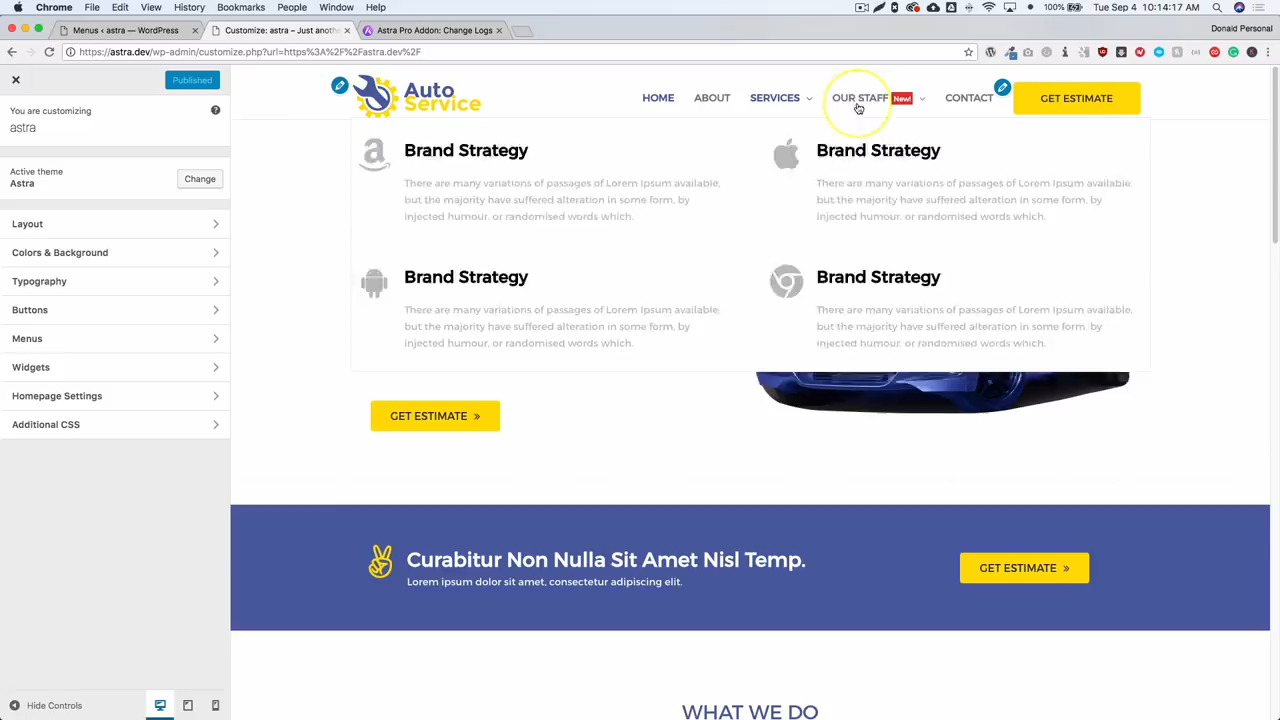 Chrome File Edit View History Bookmarks People Window Help 100% Tue Sep 4 10:14:17 AM
Menus ‹ astra — WordPress Customize: astra – Just anoth Astra Pro Addon: Change Logs Donald Personal
https://astra.dev/wp-admin/customize.php?url=https%3A%2F%2Fastra.dev%2F
Published
You are customizing
astra
Active theme
Astra
Change
Layout
Colors & Background
Typography
Buttons
Menus
Widgets
Homepage Settings
Additional CSS
Hide Controls
Auto
Service
HOME ABOUT SERVICES OUR STAFF New! CONTACT GET ESTIMATE
Brand Strategy
There are many variations of passages of Lorem Ipsum available,
but the majority have suffered alteration in some form, by
injected humour, or randomised words which.
Brand Strategy
There are many variations of passages of Lorem Ipsum available,
but the majority have suffered alteration in some form, by
injected humour, or randomised words which.
Brand Strategy
There are many variations of passages of Lorem Ipsum available,
but the majority have suffered alteration in some form, by
injected humour, or randomised words which.
Brand Strategy
There are many variations of passages of Lorem Ipsum available,
but the majority have suffered alteration in some form, by
injected humour, or randomised words which.
GET ESTIMATE »
Curabitur Non Nulla Sit Amet Nisl Temp.
Lorem ipsum dolor sit amet, consectetur adipiscing elit.
GET ESTIMATE »
WHAT WE DO